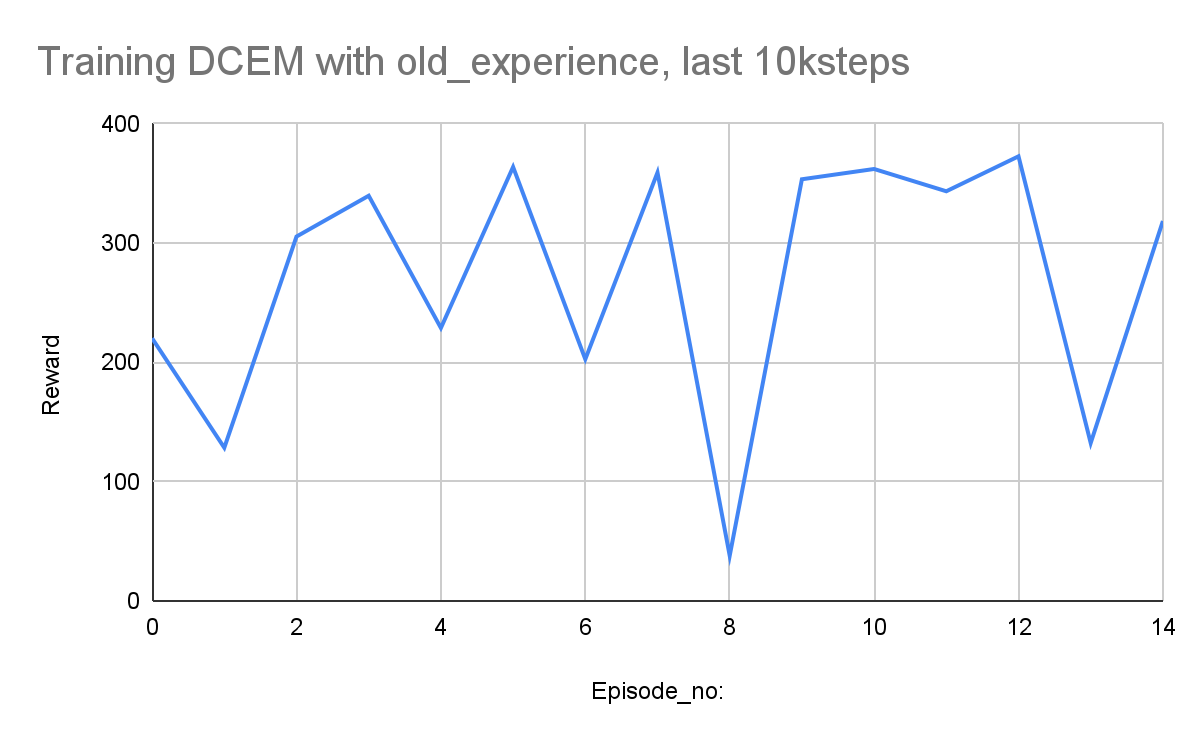 Training DCEM with old_experience, last 10ksteps
400
300
200
100
0
Reward
0 2 4 6 8 10 12 14
Episode_no: